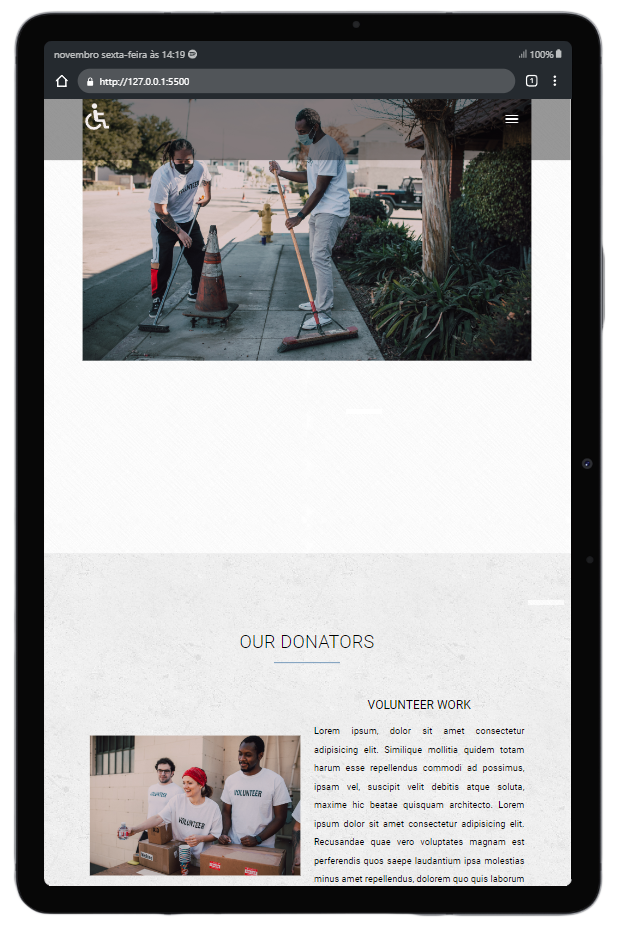 novembro sexta-feira às 14:19
100%
http://127.0.0.1:5500
1
VOLUNTEER
VOLUNTEER
OUR DONATORS
VOLUNTEER WORK
Lorem ipsum, dolor sit amet consectetur
adipisicing elit. Similique mollitia quidem totam
harum esse repellendus commodi ad possimus,
ipsam vel, suscipit velit debitis atque soluta,
maxime hic beatae quisquam architecto. Lorem
ipsum dolor sit amet consectetur adipisicing elit.
Recusandae quae vero voluptates magnam est
perferendis quos saepe laudantium ipsa molestias
minus amet repellendus, dolorem quo quis laborum
VOLUNTEER
VOLUNTEER
VOLUNTEER